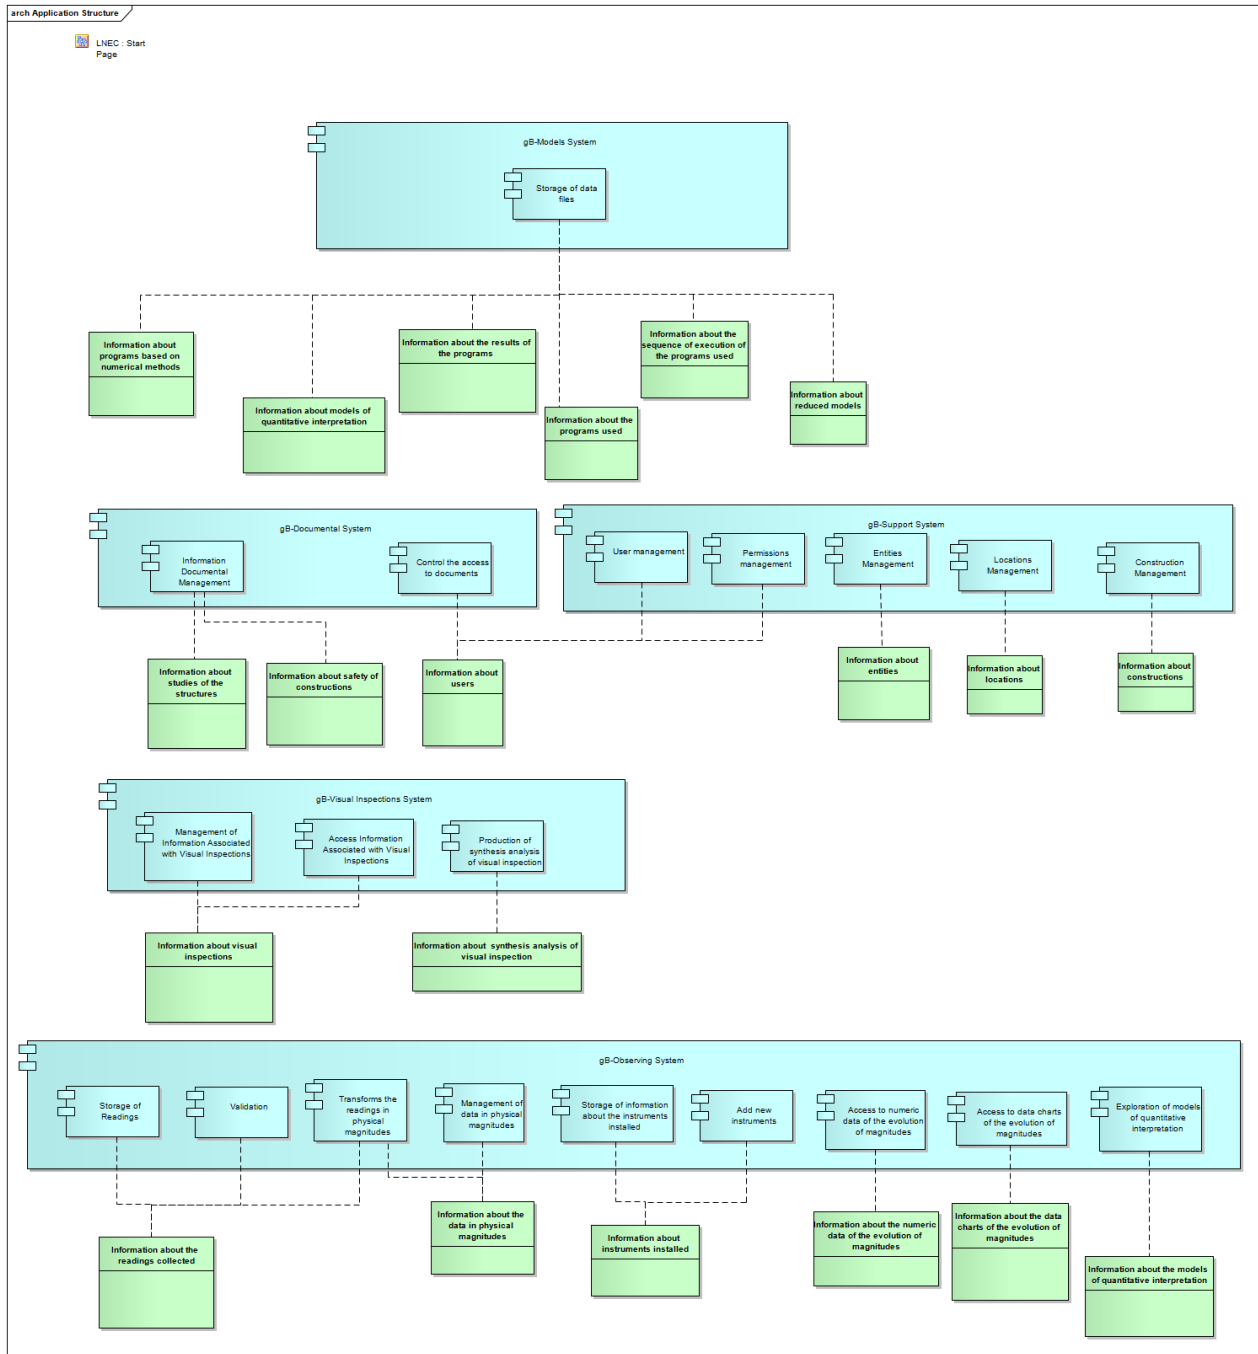 arch Application Structure
LNEC : Start
Page
gB-Models System
Storage of data
files
Information about
programs based on
numerical methods
Information about models of
quantitative interpretation
Information about the results of
the programs
Information about the
programs used
Information about the
sequence of execution of
the programs used
Information about
reduced models
gB-Documental System
Information
Documental
Management
Control the access
to documents
gB-Support System
User management
Permissions
management
Entities
Management
Locations
Management
Construction
Management
Information about
studies of the
structures
Information about safety of
constructions
Information about
users
Information about
entities
Information about
locations
Information about
constructions
gB-Visual Inspections System
Management of
Information Associated
with Visual Inspections
Access Information
Associated with Visual
Inspections
Production of
synthesis analysis
of visual inspection
Information about visual
inspections
Information about  synthesis analysis of
visual inspection
gB-Observing System
Storage of
Readings
Validation
Transforms the
readings in
physical
magnitudes
Management of
data in physical
magnitudes
Storage of information
about the instruments
installed
Add new
instruments
Access to numeric
data of the evolution
of magnitudes
Access to data charts
of the evolution of
magnitudes
Exploration of models
of quantitative
interpretation
Information about the
readings collected
Information about the
data in physical
magnitudes
Information about
instruments installed
Information about the numeric
data of the evolution of
magnitudes
Information about the data
charts of the evolution of
magnitudes
Information about the models
of quantitative interpretation